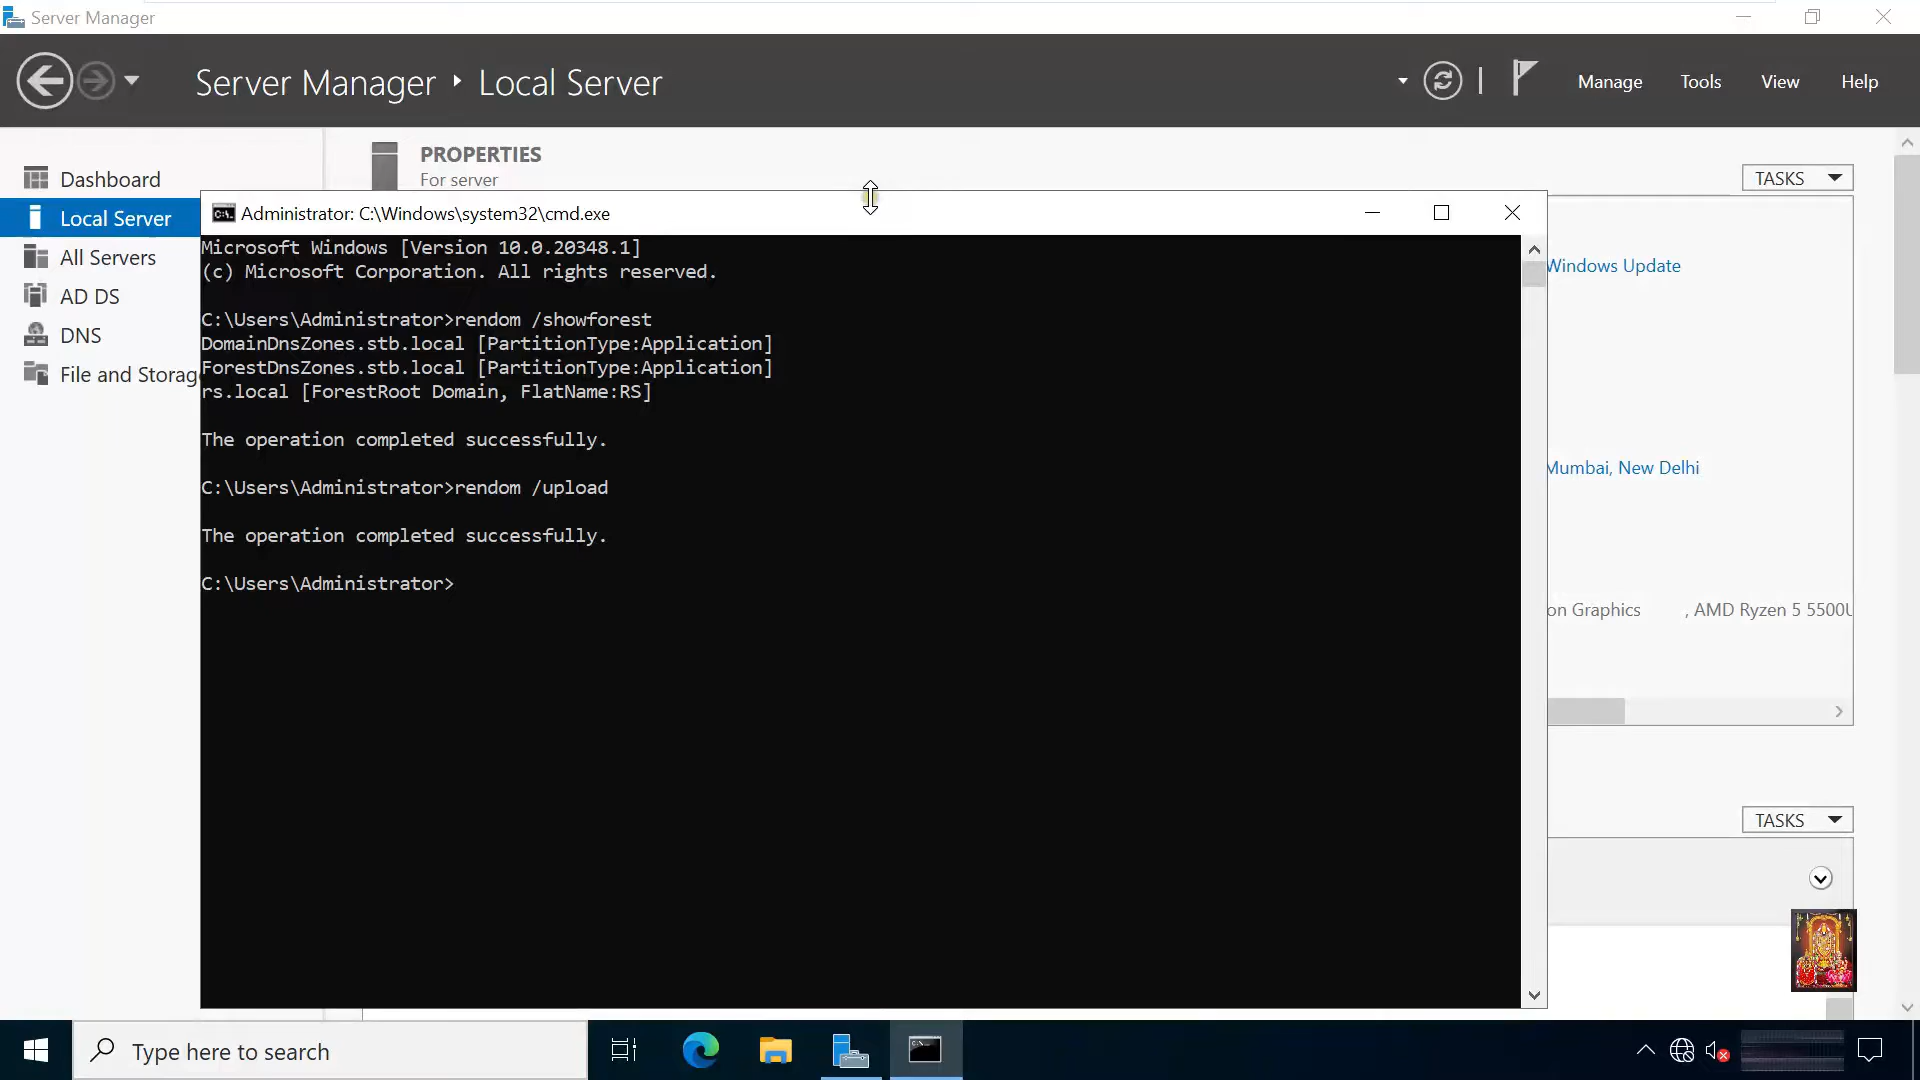 Server Manager
Server Manager ‣ Local Server
Manage
Tools
View
Help
Dashboard
Local Server
All Servers
AD DS
DNS
File and Storag
PROPERTIES
For server
TASKS
Administrator: C:\Windows\system32\cmd.exe
Microsoft Windows [Version 10.0.20348.1]
(c) Microsoft Corporation. All rights reserved.
C:\Users\Administrator>rendom /showforest
DomainDnsZones.stb.local [PartitionType:Application]
ForestDnsZones.stb.local [PartitionType:Application]
rs.local [ForestRoot Domain, FlatName:RS]
The operation completed successfully.
C:\Users\Administrator>rendom /upload
The operation completed successfully.
C:\Users\Administrator>
Windows Update
Mumbai, New Delhi
on Graphics , AMD Ryzen 5 5500U
TASKS
Type here to search